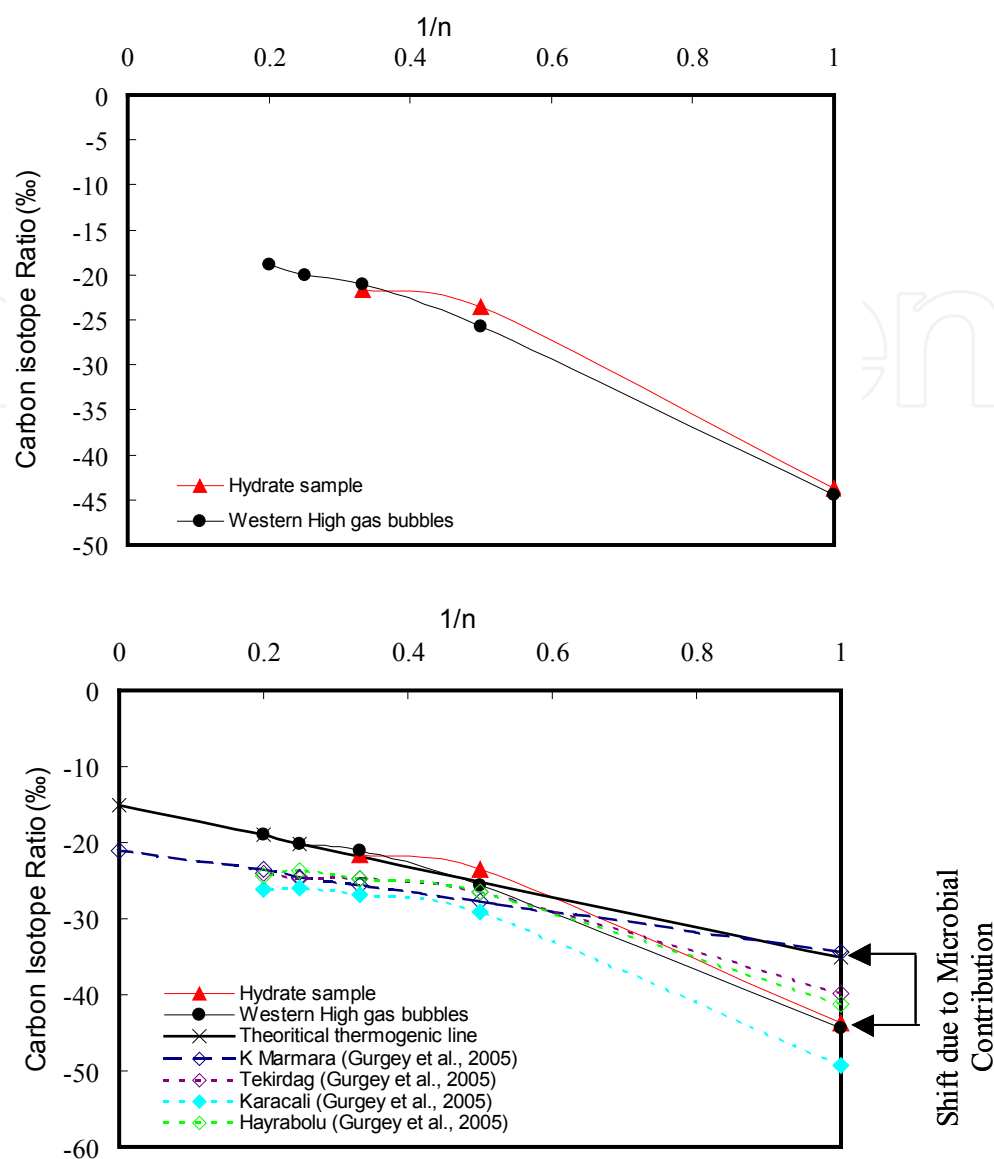 1/n
0 0.2 0.4 0.6 0.8 1
0
-5
-10
-15
-20
-25
-30
-35
-40
-45
-50
Carbon isotope Ratio (‰)
Hydrate sample
Western High gas bubbles
1/n
0 0.2 0.4 0.6 0.8 1
0
-10
-20
-30
-40
-50
-60
Carbon Isotope Ratio (‰)
Hydrate sample
Western High gas bubbles
Theoritical thermogenic line
K Marmara (Gurgey et al., 2005)
Tekirdag (Gurgey et al., 2005)
Karacali (Gurgey et al., 2005)
Hayrabolu (Gurgey et al., 2005)
Shift due to Microbial
Contribution